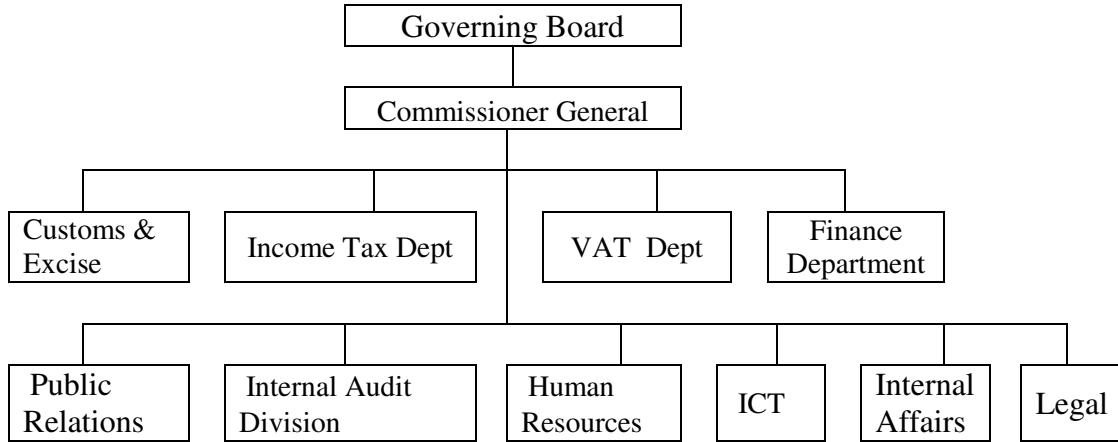 Governing Board
Commissioner General
Customs &
Excise
Income Tax Dept
VAT Dept
Finance
Department
Public
Relations
Internal Audit
Division
Human
Resources
ICT
Internal
Affairs
Legal